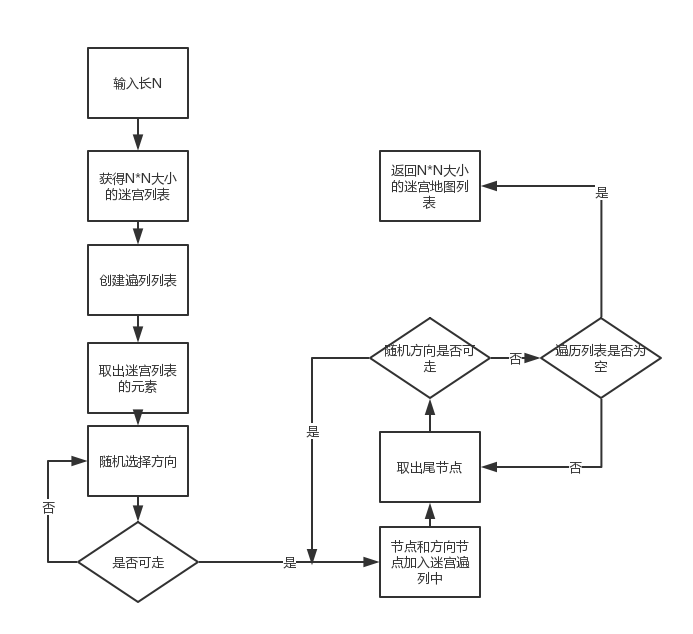 输入长N
获得N*N大小
的迷宫列表
创建遍列列表
取出迷宫列表
的元素
随机选择方向
否
是否可走
是
返回N*N大小
的迷宫地图列
表
是
随机方向是否可
走
否
遍历列表是否为
空
是
取出尾节点
否
节点和方向节
点加入迷宫遍
列中